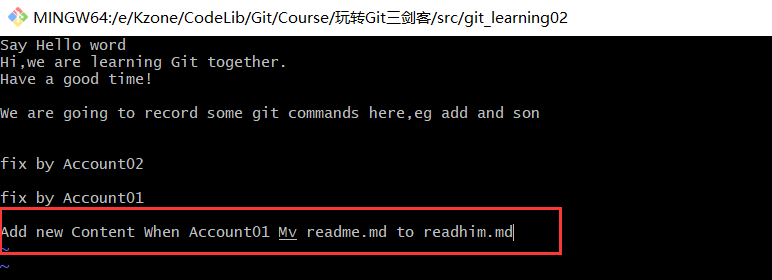 MINGW64:/e/Kzone/CodeLib/Git/Course/玩转Git三剑客/src/git_learning02
Say Hello word
Hi,we are learning Git together.
Have a good time!
We are going to record some git commands here,eg add and son
fix by Account02
fix by Account01
Add new Content When Account01 Mv readme.md to readhim.md
~
~